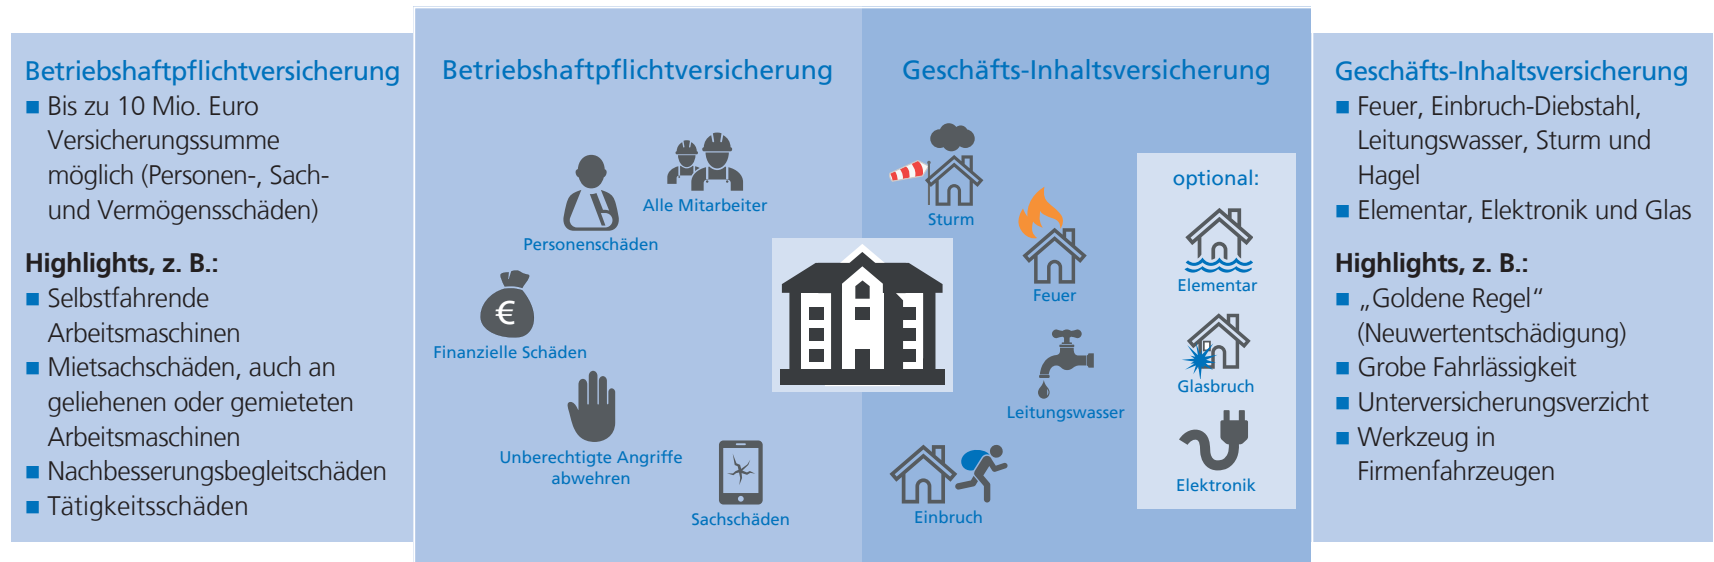 Betriebshaftpflichtversicherung
Bis zu 10 Mio. Euro
Versicherungssumme
möglich (Personen-, Sach-
und Vermögensschäden)
Highlights, z. B.:
Selbstfahrende
Arbeitsmaschinen
Mietsachschäden, auch an
geliehenen oder gemieteten
Arbeitsmaschinen
Nachbesserungsbegleitschäden
Tätigkeitsschäden
Betriebshaftpflichtversicherung
Alle Mitarbeiter
Personenschäden
€
Finanzielle Schäden
Unberechtigte Angriffe
abwehren
Sachschäden
Geschäfts-Inhaltsversicherung
Sturm
Feuer
Leitungswasser
Einbruch
optional:
Elementar
Glasbruch
Elektronik
Geschäfts-Inhaltsversicherung
Feuer, Einbruch-Diebstahl,
Leitungswasser, Sturm und
Hagel
Elementar, Elektronik und Glas
Highlights, z. B.:
„Goldene Regel“
(Neuwertentschädigung)
Grobe Fahrlässigkeit
Unterversicherungsverzicht
Werkzeug in
Firmenfahrzeugen